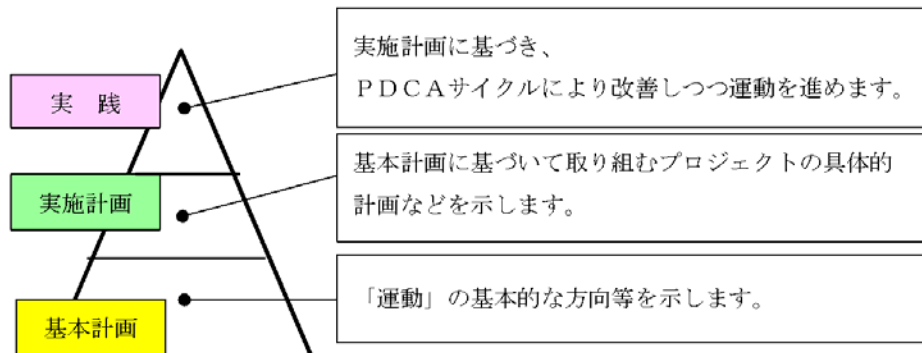 実　践
実施計画に基づき、
ＰＤＣＡサイクルにより改善しつつ運動を進めます。
実施計画
基本計画に基づいて取り組むプロジェクトの具体的
計画などを示します。
基本計画
「運動」の基本的な方向等を示します。